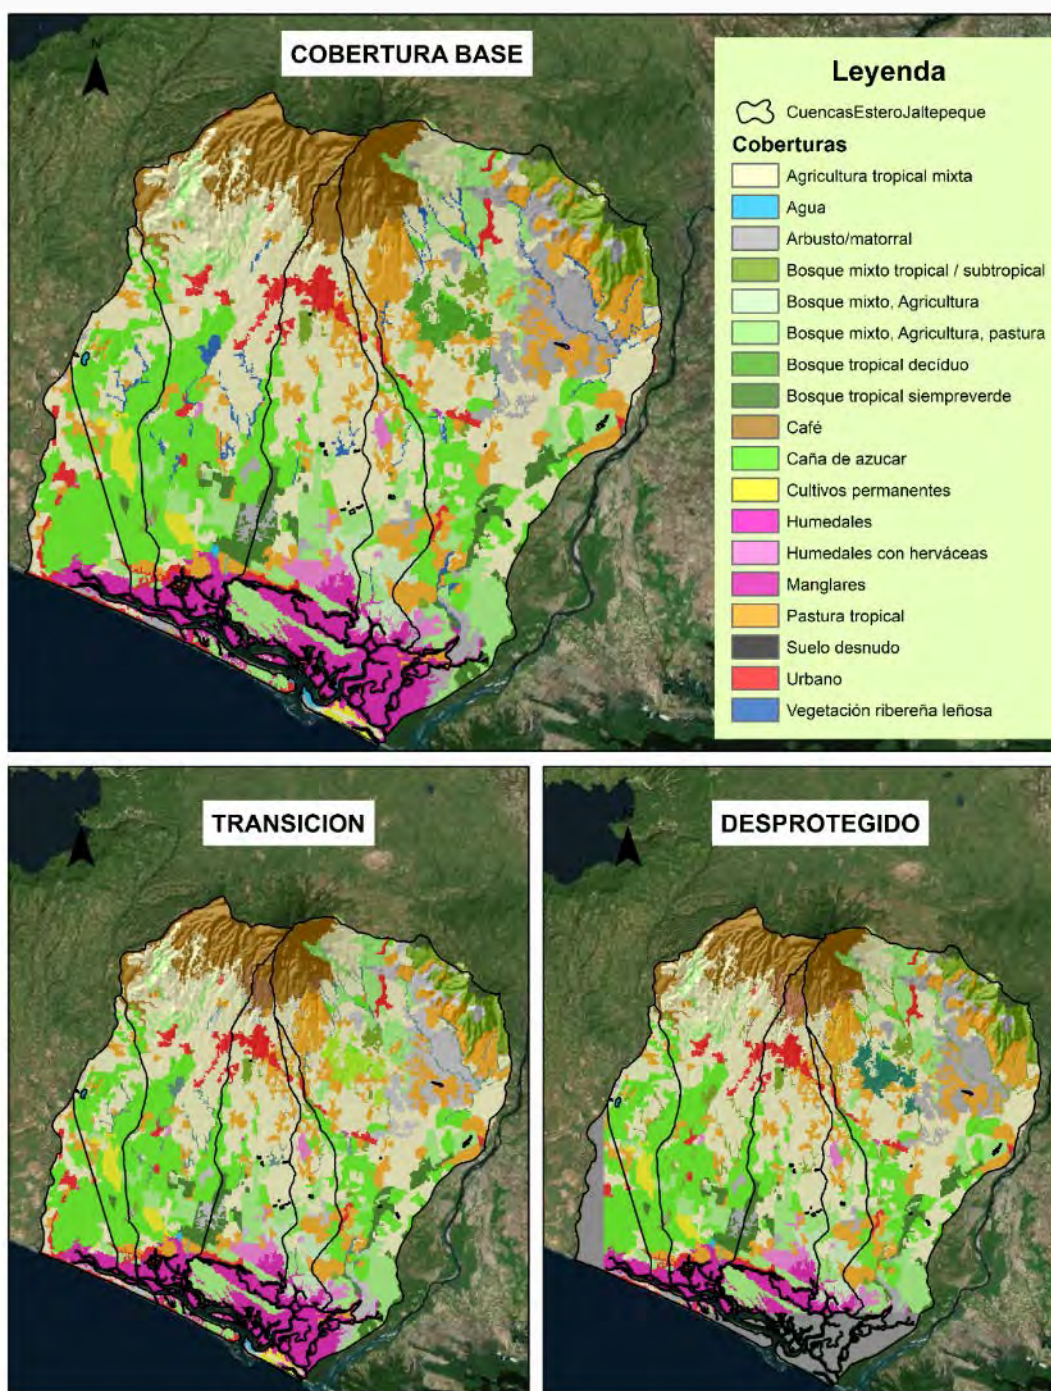 COBERTURA BASE
N
Leyenda
CuencasEsteroJaltepeque
Coberturas
Agricultura tropical mixta
Agua
Arbusto/matorral
Bosque mixto tropical / subtropical
Bosque mixto, Agricultura
Bosque mixto, Agricultura, pastura
Bosque tropical decíduo
Bosque tropical siempreverde
Café
Caña de azucar
Cultivos permanentes
Humedales
Humedales con herváceas
Manglares
Pastura tropical
Suelo desnudo
Urbano
Vegetación ribereña leñosa
TRANSICION
DESPROTEGIDO